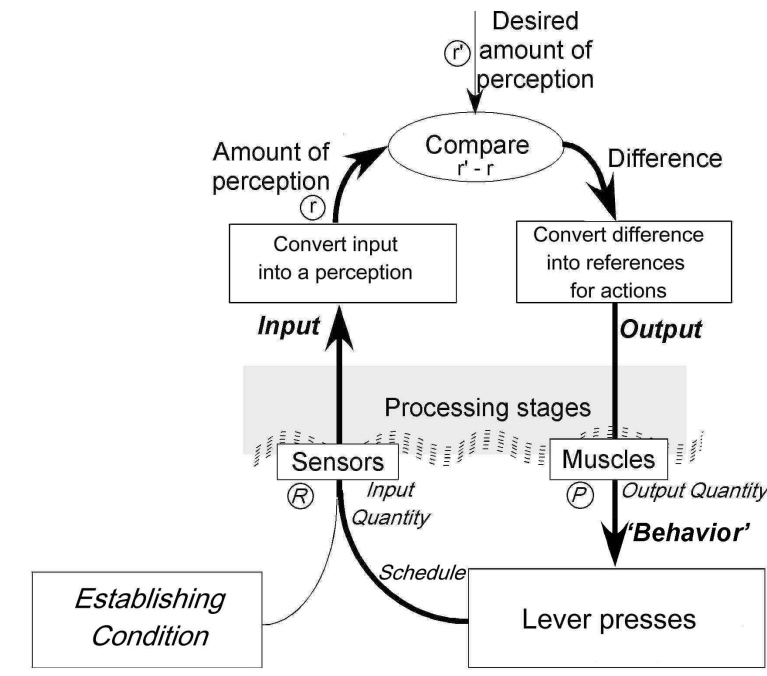 Desired
amount of
perception
r'
Compare
r' - r
Amount of
perception
r
Difference
Convert input
into a perception
Convert difference
into references
for actions
Input
Output
Processing stages
Sensors
Muscles
R
Input
Quantity
P
Output Quantity
'Behavior'
Schedule
Establishing
Condition
Lever presses